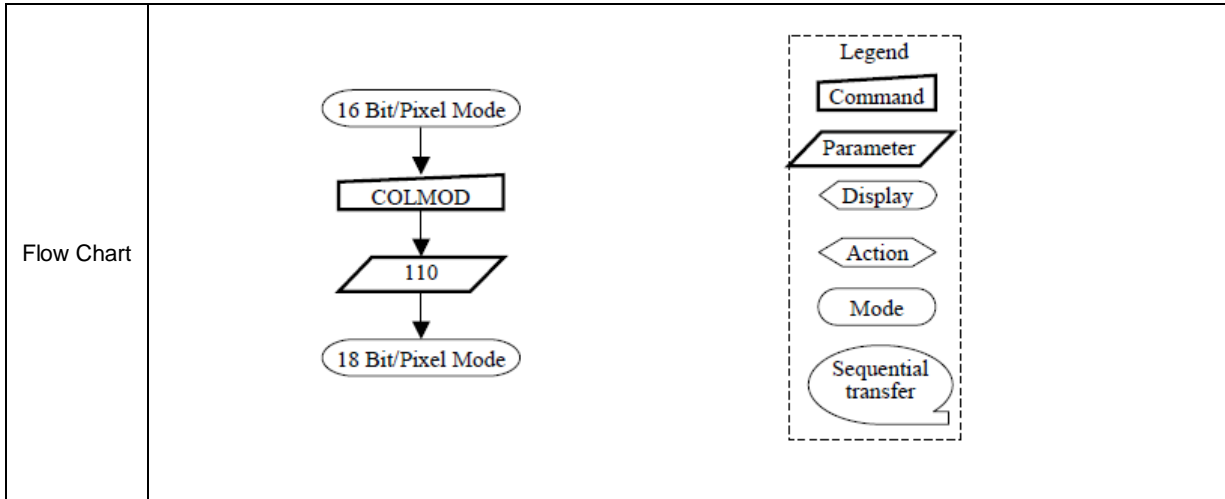 Flow Chart
16 Bit/Pixel Mode
COLMOD
110
18 Bit/Pixel Mode
Legend
Command
Parameter
Display
Action
Mode
Sequential
transfer